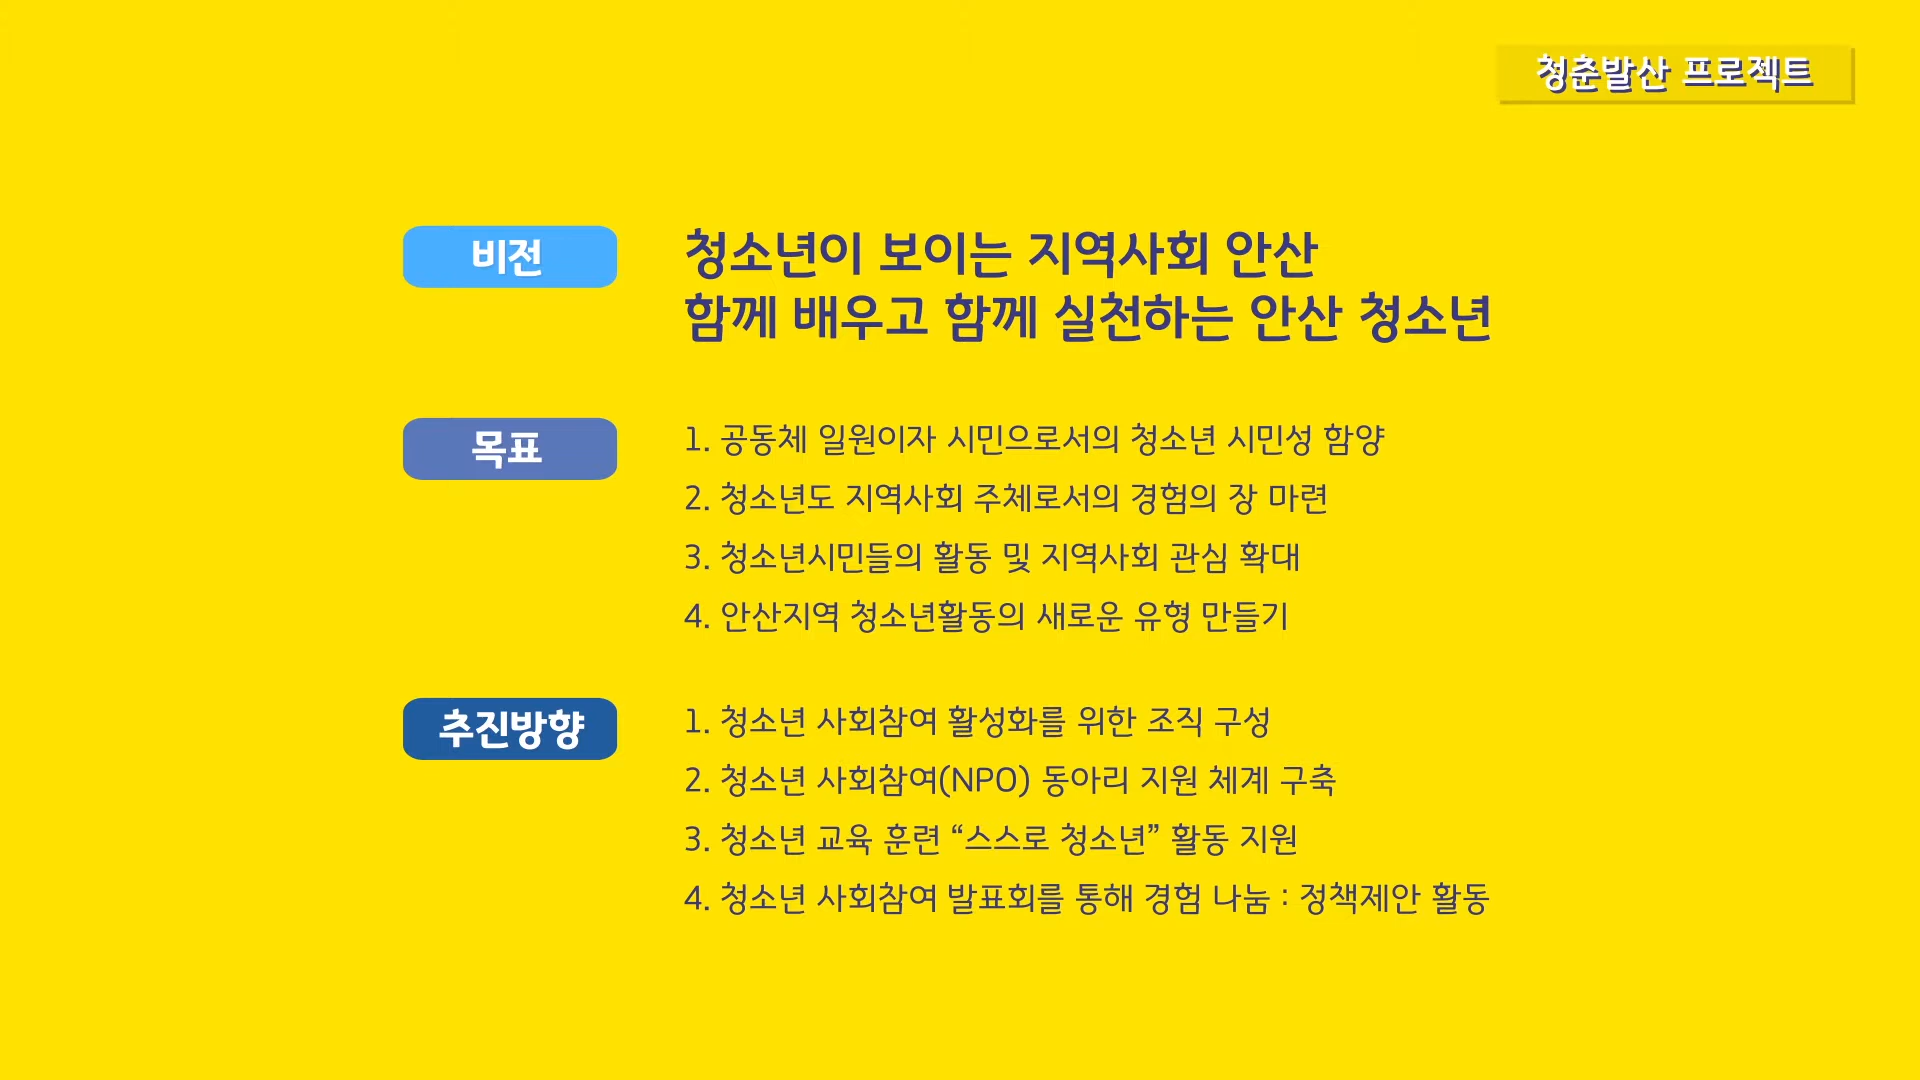 청춘발산 프로젝트
비전
청소년이 보이는 지역사회 안산
함께 배우고 함께 실천하는 안산 청소년
목표
1. 공동체 일원이자 시민으로서의 청소년 시민성 함양
2. 청소년도 지역사회 주체로서의 경험의 장 마련
3. 청소년시민들의 활동 및 지역사회 관심 확대
4. 안산지역 청소년활동의 새로운 유형 만들기
추진방향
1. 청소년 사회참여 활성화를 위한 조직 구성
2. 청소년 사회참여(NPO) 동아리 지원 체계 구축
3. 청소년 교육 훈련 “스스로 청소년” 활동 지원
4. 청소년 사회참여 발표회를 통해 경험 나눔 : 정책제안 활동